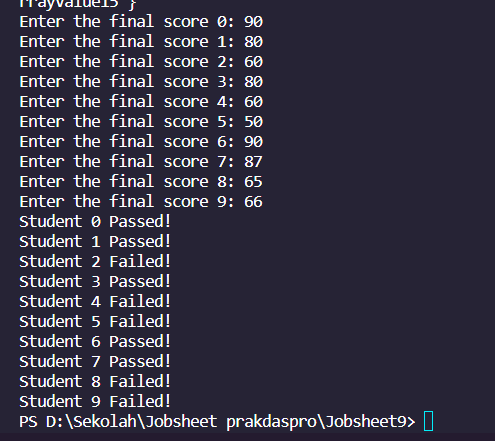 rrayValue15 }
Enter the final score 0: 90
Enter the final score 1: 80
Enter the final score 2: 60
Enter the final score 3: 80
Enter the final score 4: 60
Enter the final score 5: 50
Enter the final score 6: 90
Enter the final score 7: 87
Enter the final score 8: 65
Enter the final score 9: 66
Student 0 Passed!
Student 1 Passed!
Student 2 Failed!
Student 3 Passed!
Student 4 Failed!
Student 5 Failed!
Student 6 Passed!
Student 7 Passed!
Student 8 Failed!
Student 9 Failed!
PS D:\Sekolah\Jobsheet prakdaspro\Jobsheet9>